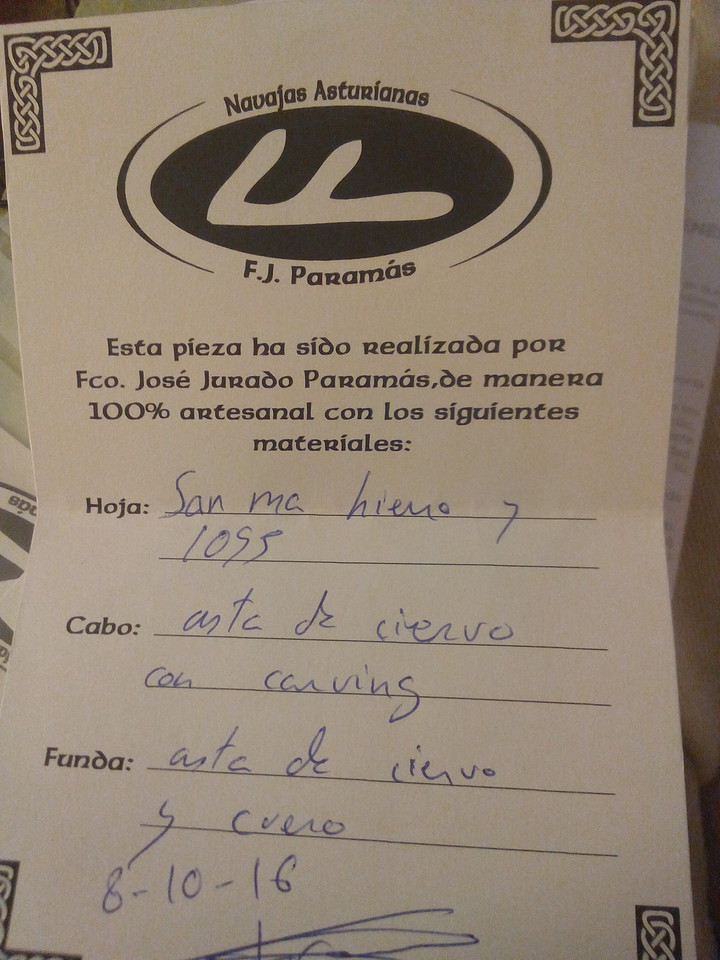 Navajas Asturianas
F.J. Paramás
Esta pieza ha sido realizada por
Fco. José Jurado Paramás,de manera
100% artesanal con los siguientes
materiales:
Hoja: San ma hierro y
1095
Cabo: asta de ciervo
con carving
Funda: asta de ciervo
y cuero
8-10-16